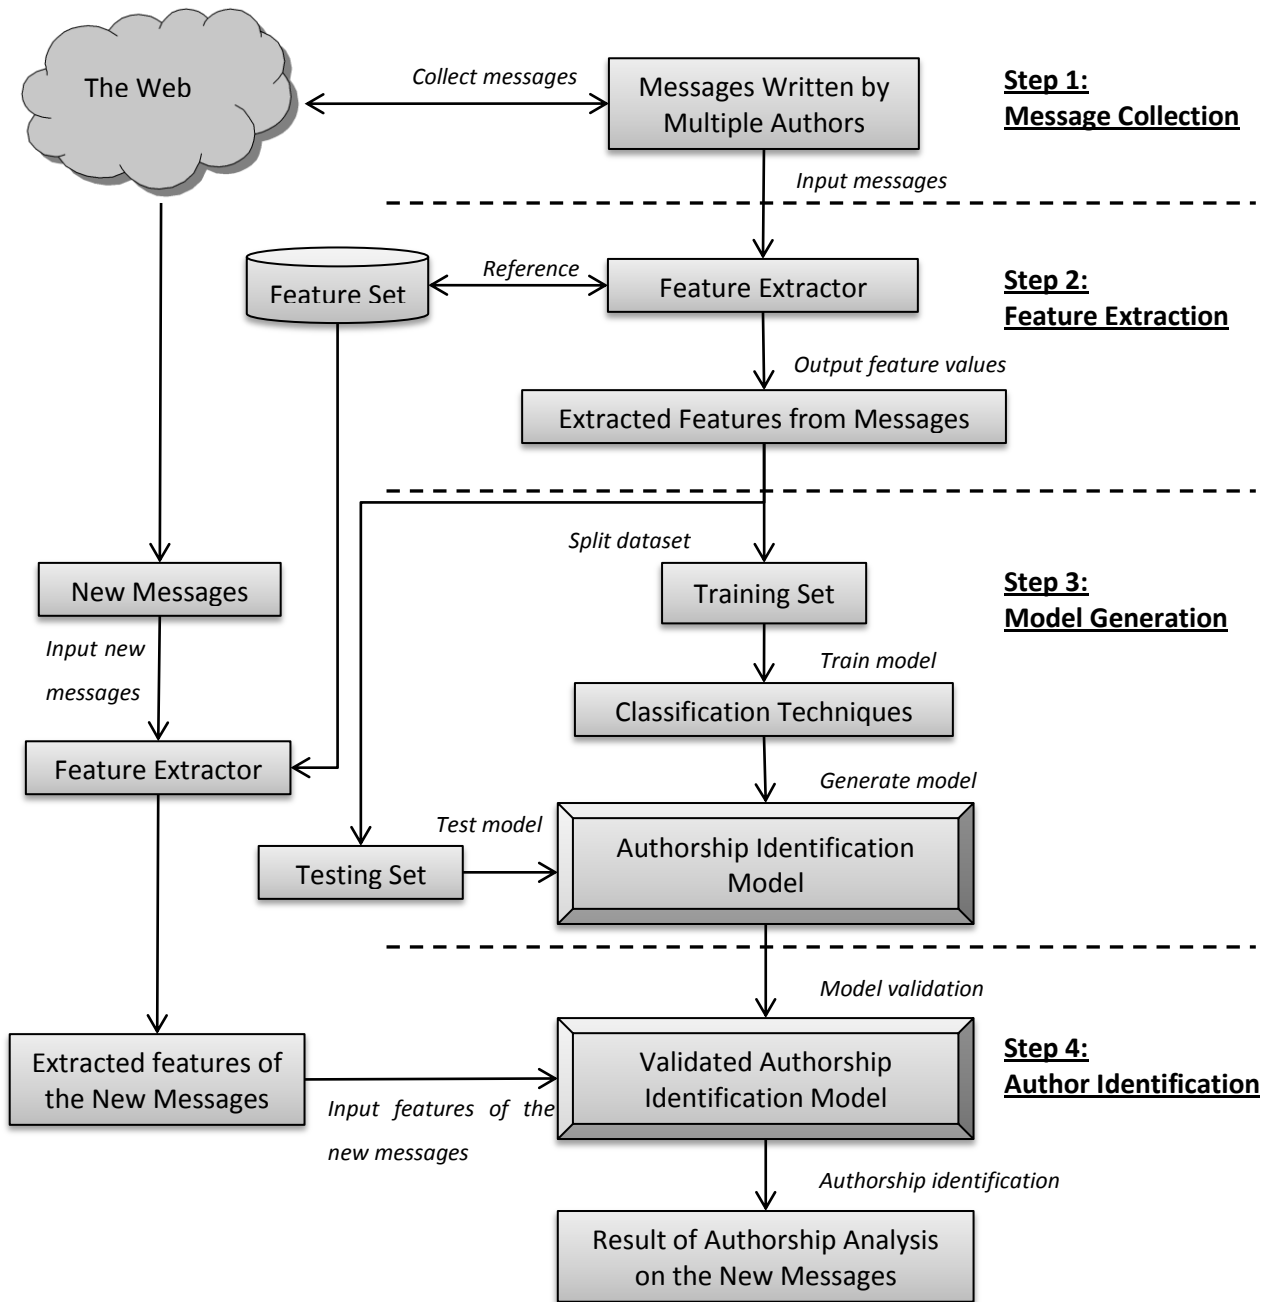 The Web
Collect messages
Messages Written by
Multiple Authors
Step 1:
Message Collection
Input messages
Feature Set
Reference
Feature Extractor
Step 2:
Feature Extraction
Output feature values
Extracted Features from Messages
Split dataset
New Messages
Training Set
Step 3:
Model Generation
Input new
messages
Train model
Classification Techniques
Feature Extractor
Generate model
Test model
Testing Set
Authorship Identification
Model
Model validation
Extracted features of
the New Messages
Validated Authorship
Identification Model
Step 4:
Author Identification
Input features of the
new messages
Authorship identification
Result of Authorship Analysis
on the New Messages